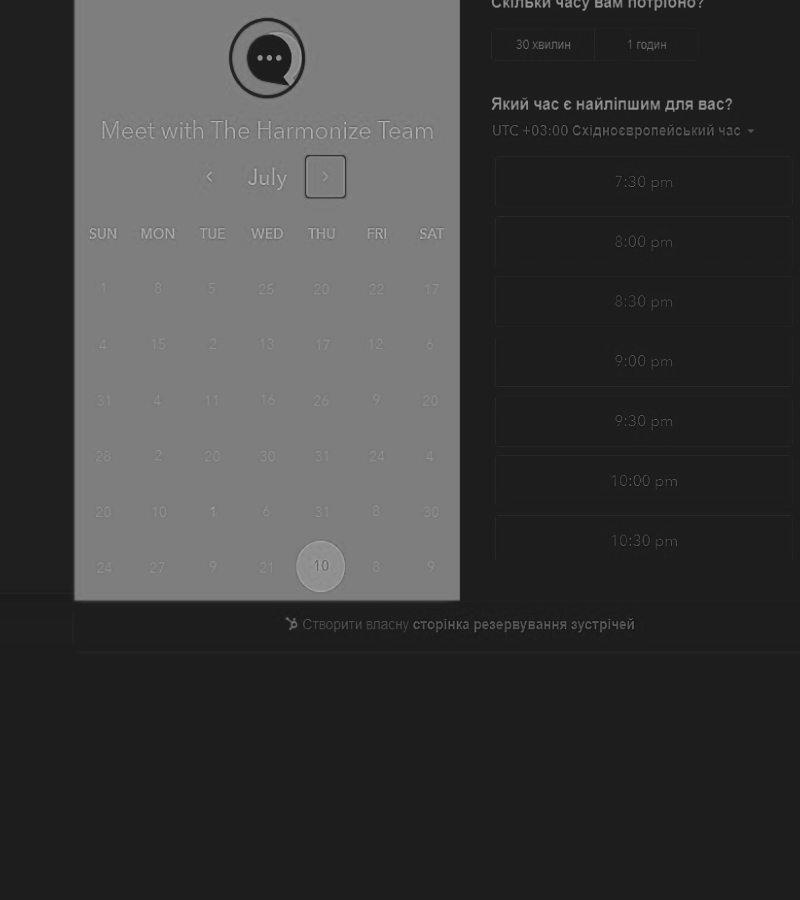 Скільки часу вам потрібно?
30 хвилин 1 годин
Meet with The Harmonize Team
Який час є найліпшим для вас?
UTC +03:00 Східноєвропейський час
July
7:30 pm
SUN MON TUE WED THU FRI SAT
8:00 pm
1 8 5 25 20 22 17
8:30 pm
4 15 2 13 17 12 6
9:00 pm
31 4 11 16 26 9 20
9:30 pm
28 2 20 30 31 24 4
10:00 pm
20 10 1 6 31 8 30
10:30 pm
24 27 9 21 10 8 9
Створити власну сторінка резервування зустрічей